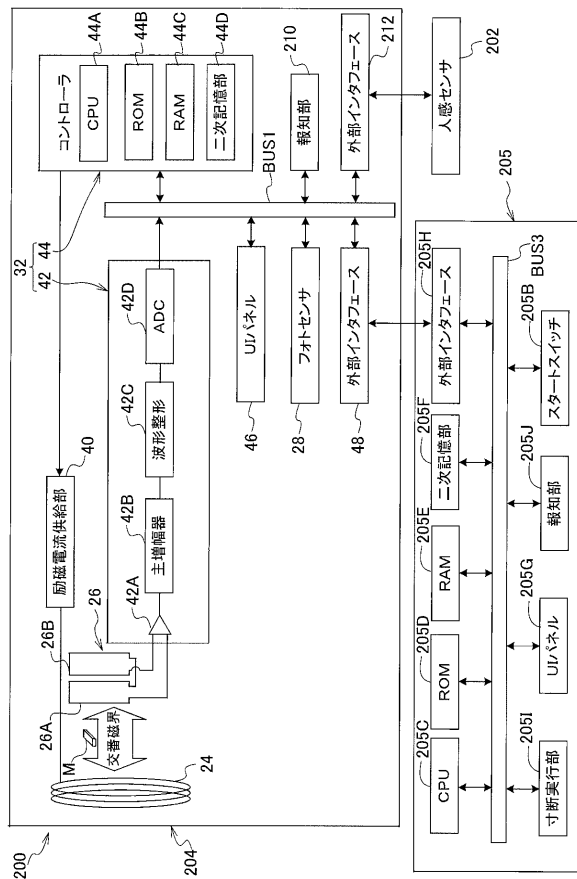 200
204
32
42
44
コントローラ
CPU
44A
ROM
44B
RAM
44C
二次記憶部
44D
励磁電流供給部
40
26
26A
26B
M
交番磁界
24
42A
主増幅器
42B
波形整形
42C
ADC
42D
BUS1
UIパネル
46
フォトセンサ
28
外部インタフェース
48
報知部
210
外部インタフェース
212
人感センサ
202
205
CPU
205C
ROM
205D
RAM
205E
二次記憶部
205F
外部インタフェース
205H
BUS3
寸断実行部
205I
UIパネル
205G
報知部
205J
スタートスイッチ
205B